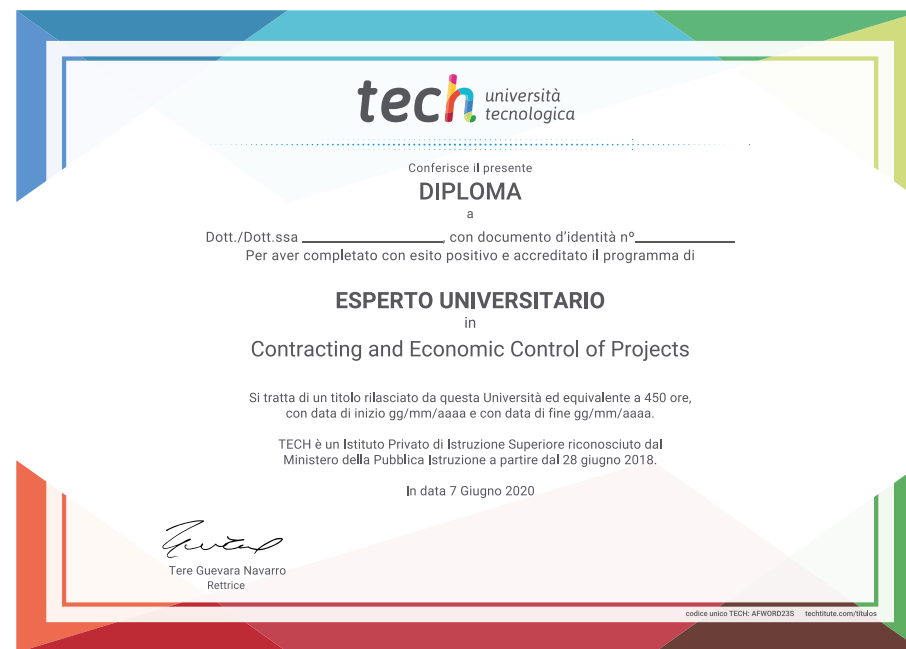 tech università
tecnologica
Conferisce il presente
DIPLOMA
a
Dott./Dott.ssa ____________________, con documento d'identità nº______________
Per aver completato con esito positivo e accreditato il programma di
ESPERTO UNIVERSITARIO
in
Contracting and Economic Control of Projects
Si tratta di un titolo rilasciato da questa Università ed equivalente a 450 ore,
con data di inizio gg/mm/aaaa e con data di fine gg/mm/aaaa.
TECH è un Istituto Privato di Istruzione Superiore riconosciuto dal
Ministero della Pubblica Istruzione a partire dal 28 giugno 2018.
In data 7 Giugno 2020
Tere Guevara Navarro
Rettrice
codice unico TECH: AFWORD23S techtitute.com/titulos